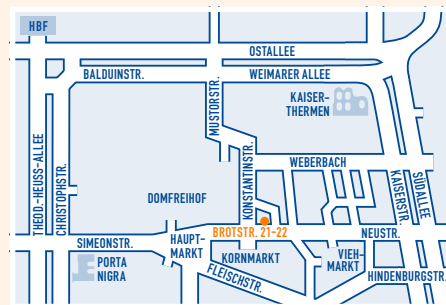 HBF
OSTALLEE
BALDUINSTR.
WEIMARER ALLEE
KAISER-
THERMEN
MUSTORSTR.
THEOD.-HEUSS-ALLEE
CHRISTOPHSTR.
KONSTANTINSTR.
WEBERBACH
KAISERSTR.
SÜDALLEE
DOMFREIHOF
BROTSTR. 21-22
NEUSTR.
SIMEONSTR.
HAUPT-
MARKT
KORNMARKT
VIEH-
MARKT
PORTA
NIGRA
FLEISCHSTR.
HINDENBURGSTR.